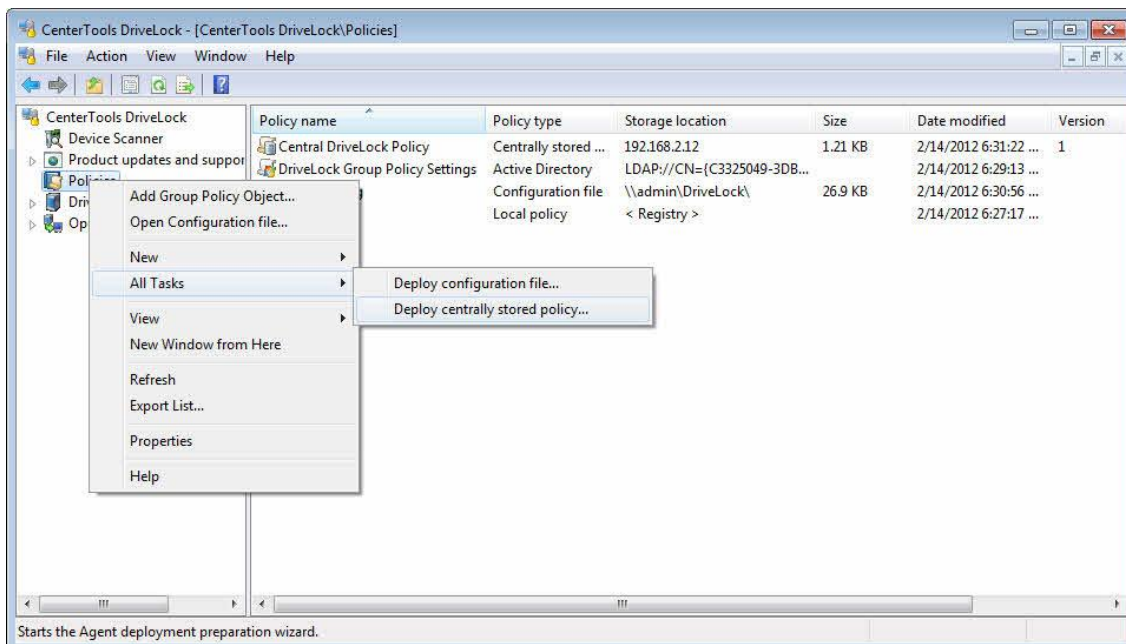 CenterTools DriveLock - [CenterTools DriveLock\Policies]
File Action View Window Help
CenterTools DriveLock
Device Scanner
Product updates and suppor
Policies
Dri
Op
Policy name Policy type Storage location Size Date modified Version
Central DriveLock Policy Centrally stored ... 192.168.2.12 1.21 KB 2/14/2012 6:31:22 ... 1
DriveLock Group Policy Settings Active Directory LDAP://CN={C3325049-3DB... 2/14/2012 6:29:13 ...
Configuration file \\admin\DriveLock\ 26.9 KB 2/14/2012 6:30:56 ...
Local policy < Registry > 2/14/2012 6:27:17 ...
Add Group Policy Object...
Open Configuration file...
New
All Tasks
Deploy configuration file...
Deploy centrally stored policy...
View
New Window from Here
Refresh
Export List...
Properties
Help
Starts the Agent deployment preparation wizard.